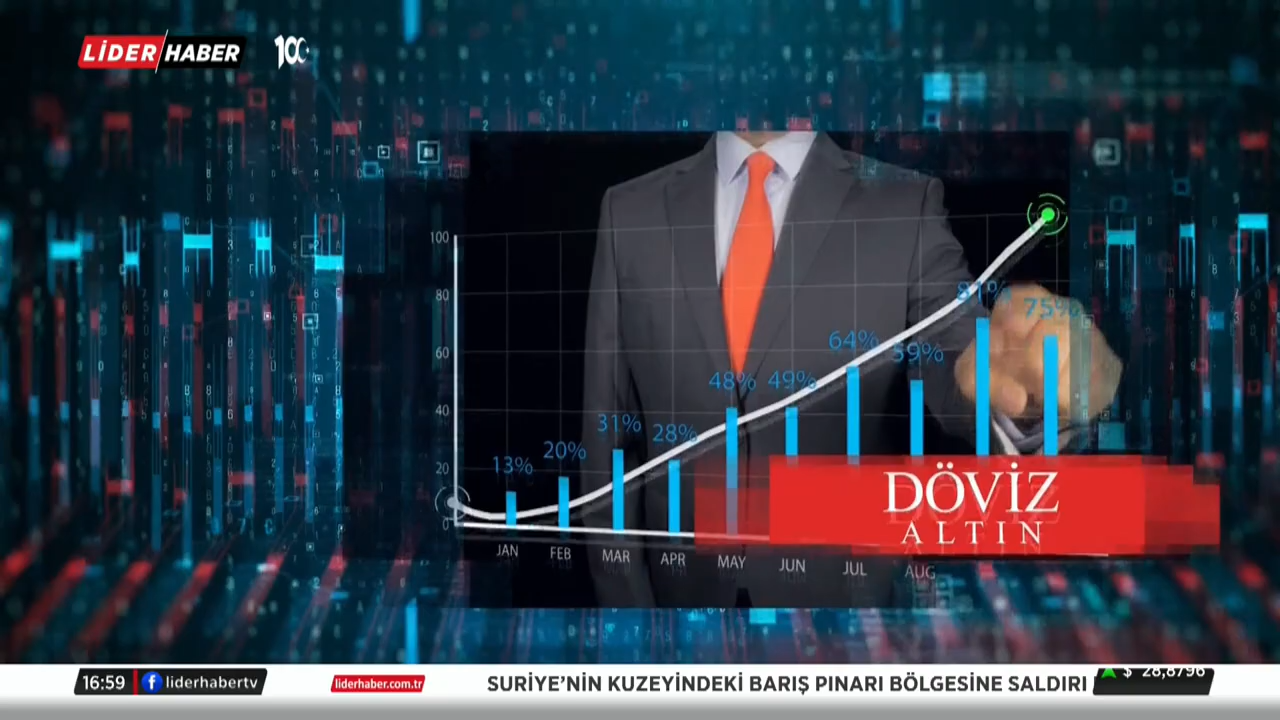 LİDER HABER
100
100
80
60
40
20
0
13%
20%
31%
28%
48%
49%
64%
59%
81%
75%
JAN
FEB
MAR
APR
MAY
JUN
JUL
AUG
DÖVİZ
ALTIN
16:59
liderhabertv
liderhaber.com.tr
SURİYE'NİN KUZEYİNDEKİ BARIŞ PINARI BÖLGESİNE SALDIRI
$ 28,8796